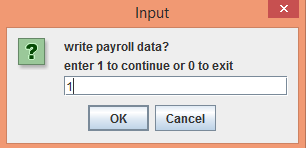 Input
write payroll data?
enter 1 to continue or 0 to exit
1
OK
Cancel